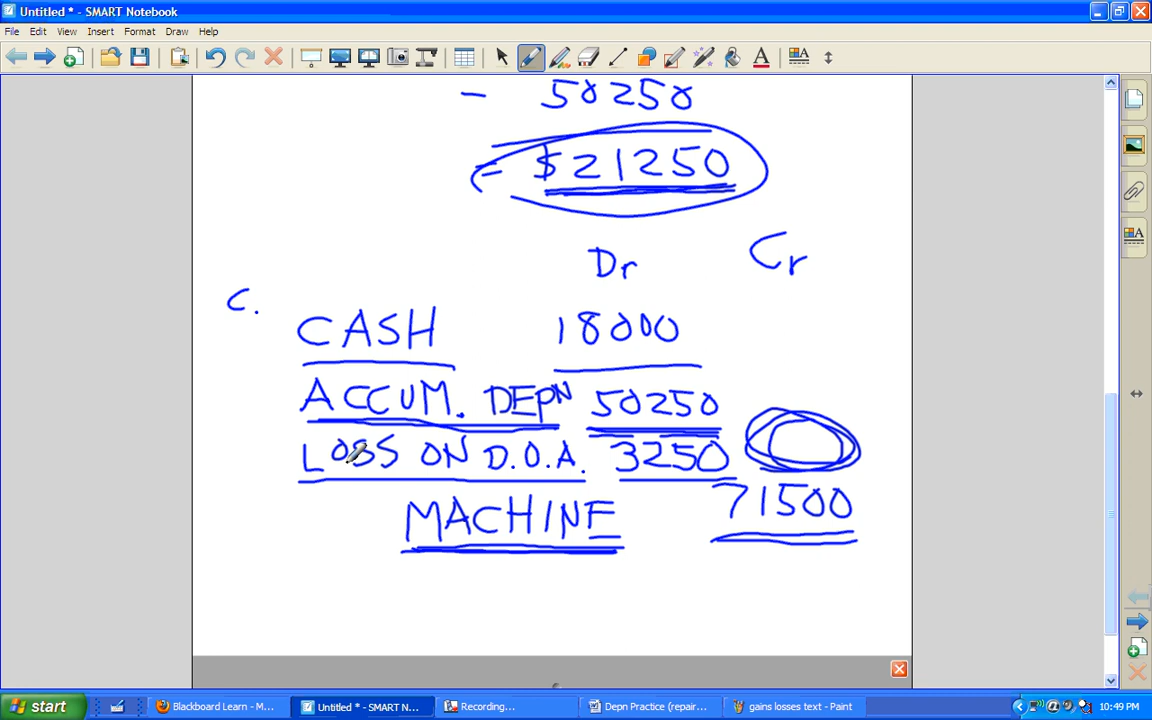 Untitled * - SMART Notebook
File Edit View Insert Format Draw Help
- 50250
= $21250
Dr Cr
C.
CASH 18000
ACCUM. DEPN 50250
LOSS ON D.O.A. 3250
MACHINE 71500
start Blackboard Learn - M... Untitled * - SMART N... Recording... Depn Practice (repair... gains losses text - Paint 10:49 PM